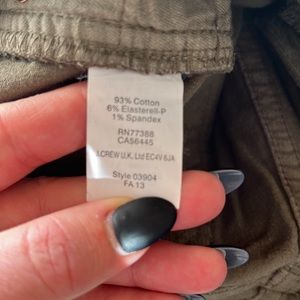 93% Cotton
6% Elasterell-P
1% Spandex
RN77388
CA56445
J.CREW U.K. Ltd EC4V 6JA
Style 03904
FA 13